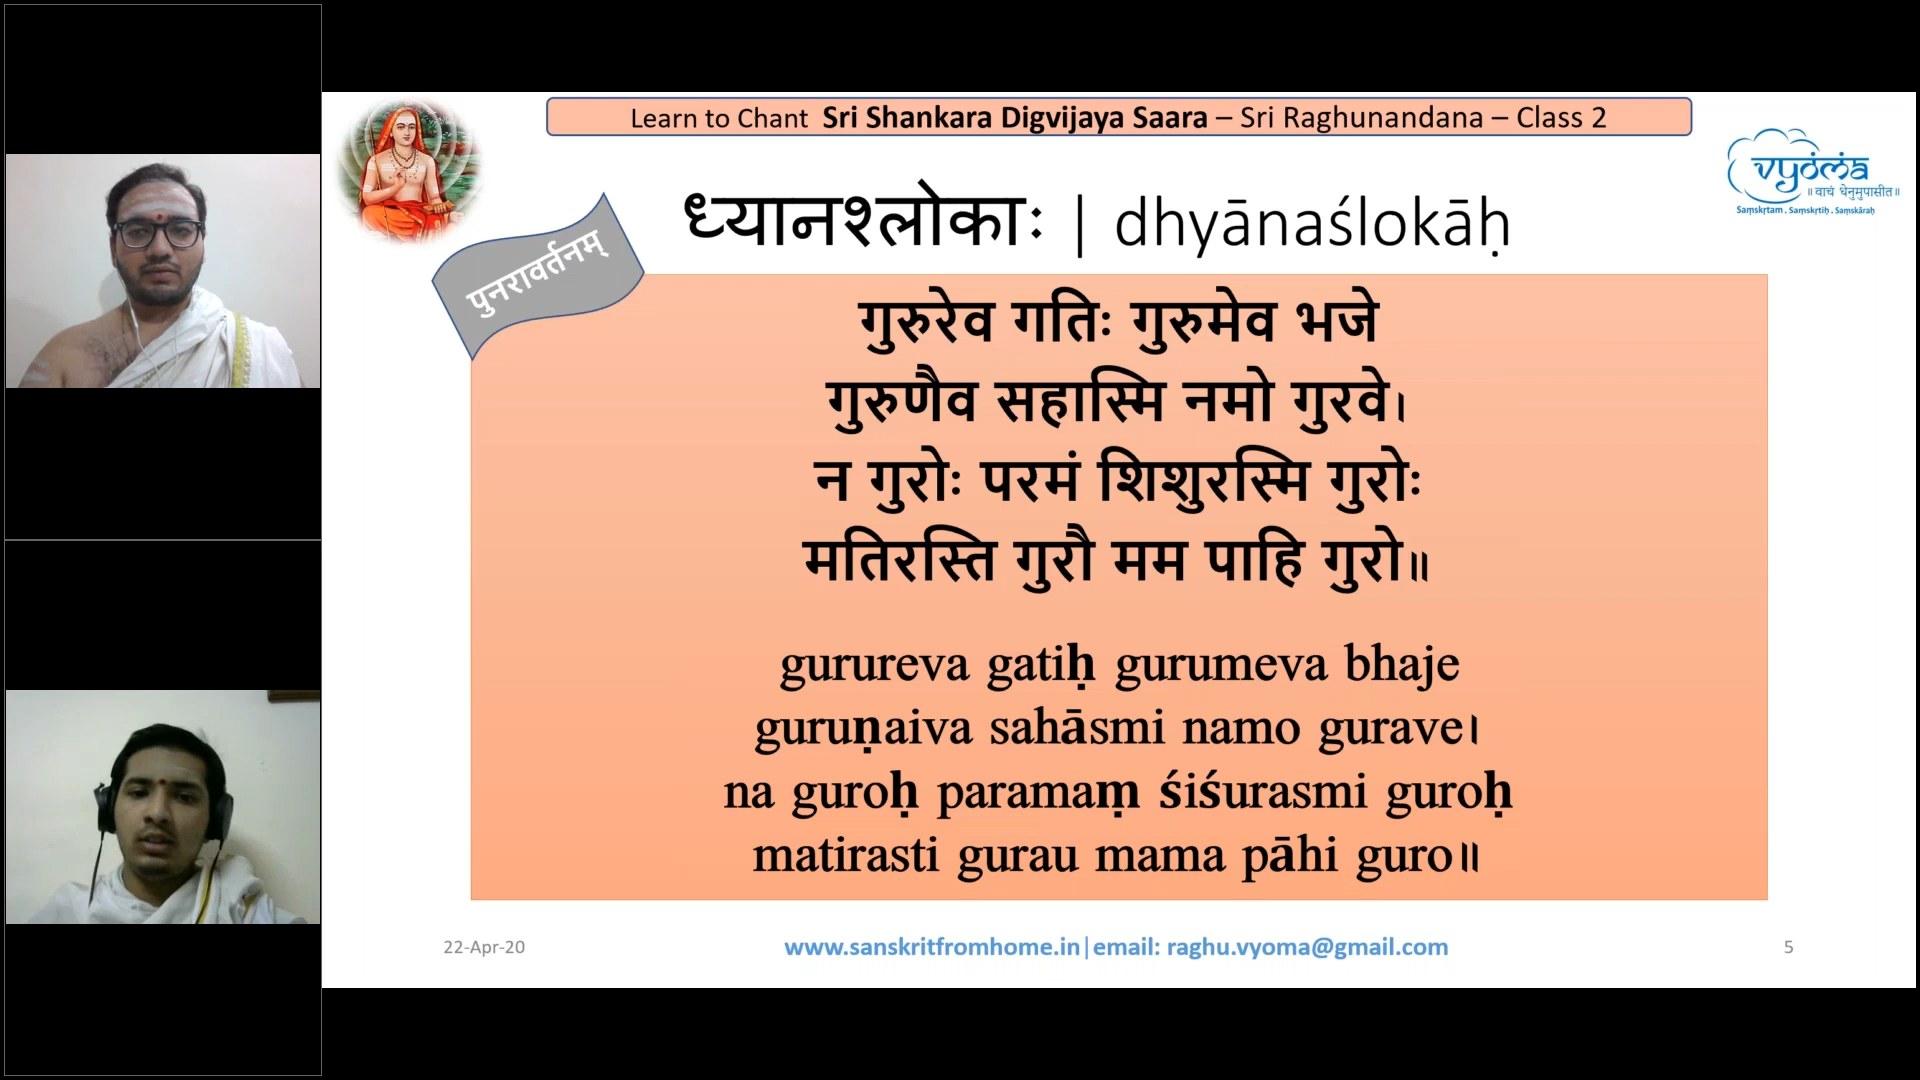 Learn to Chant Sri Shankara Digvijaya Saara – Sri Raghunandana – Class 2
vyoma
॥ वाचं धेनुमुपासीत॥
Saṃskṛtam . Saṃskṛtiḥ . Saṃskāraḥ
ध्यानश्लोकाः | dhyānaślokāḥ
पुनरावर्तनम्
गुरुरेव गतिः गुरुमेव भजे
गुरुणैव सहास्मि नमो गुरवे।
न गुरोः परमं शिशुरस्मि गुरोः
मतिरस्ति गुरौ मम पाहि गुरो॥
gurureva gatiḥ gurumeva bhaje
guruṇaiva sahāsmi namo gurave।
na guroḥ paramaṃ śiśurasmi guroḥ
matirasti gurau mama pāhi guro॥
22-Apr-20
www.sanskritfromhome.in|email: raghu.vyoma@gmail.com
5